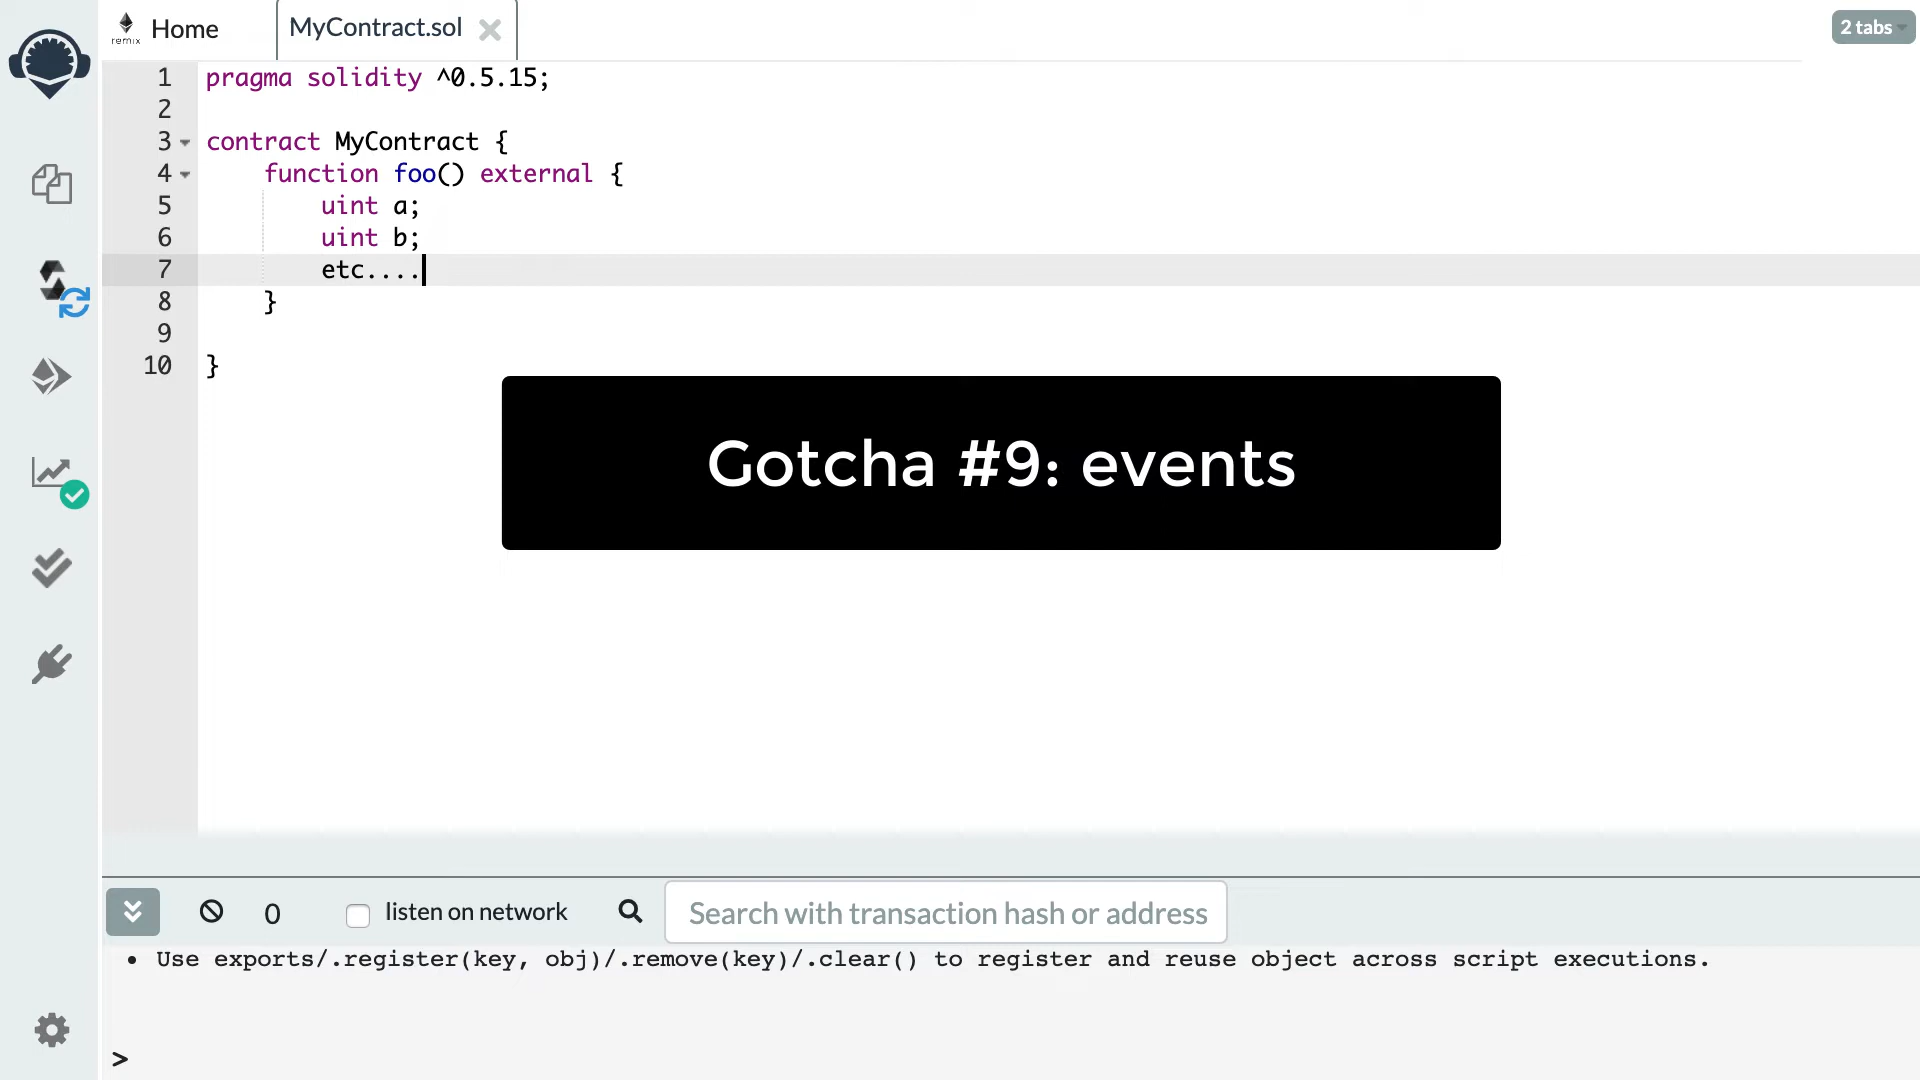 remix
Home
MyContract.sol
2 tabs
1 pragma solidity ^0.5.15;
2
3 contract MyContract {
4 function foo() external {
5 uint a;
6 uint b;
7 etc....
8 }
9
10 }
Gotcha #9: events
0
listen on network
Search with transaction hash or address
• Use exports/.register(key, obj)/.remove(key)/.clear() to register and reuse object across script executions.
>